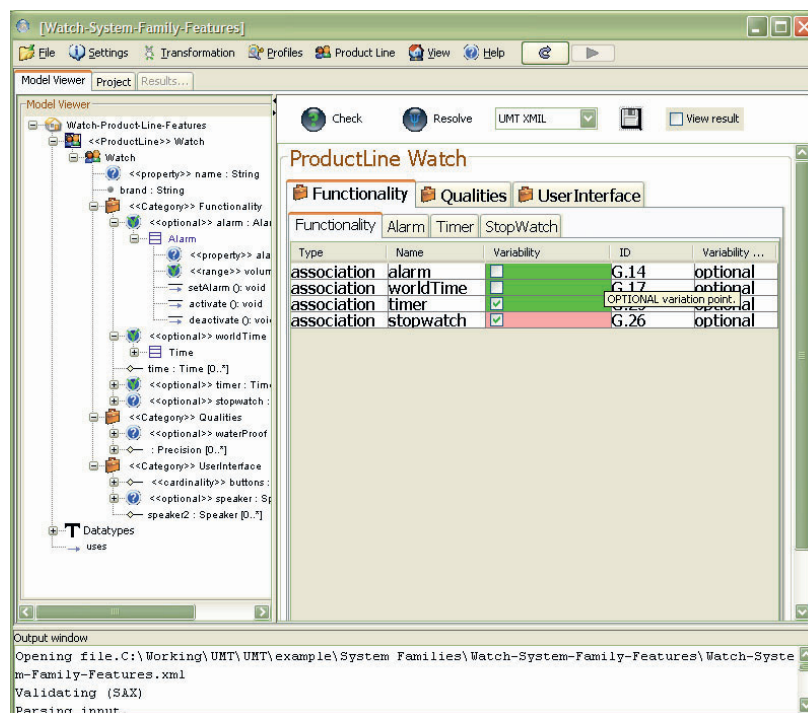 [Watch-System-Family-Features]
File Settings Transformation Profiles Product Line View Help
Model Viewer Project Results...
Model Viewer
Watch-Product-Line-Features
<<ProductLine>> Watch
Watch
<<property>> name : String
brand : String
<<Category>> Functionality
<<optional>> alarm : Alar
Alarm
<<property>> ala
<<range>> volum
setAlarm (): void
activate (): void
deactivate (): voi
<<optional>> worldTime
Time
time : Time [0..*]
<<optional>> timer : Tim
<<optional>> stopwatch :
<<Category>> Qualities
<<optional>> waterProof
: Precision [0..*]
<<Category>> UserInterface
<<cardinality>> buttons :
<<optional>> speaker : Sp
speaker2 : Speaker [0..*]
Datatypes
uses
Check Resolve UMT XMIL View result
ProductLine Watch
Functionality Qualities UserInterface
Functionality Alarm Timer StopWatch
Type Name Variability ID Variability ...
association alarm G.14 optional
association worldTime G.17 optional
OPTIONAL variation point.
association timer optional
association stopwatch G.26 optional
Output window
Opening file.C:\Working\UMT\UMT\example\System Families\Watch-System-Family-Features\Watch-Syste
m-Family-Features.xml
Validating (SAX)
Parsing input.